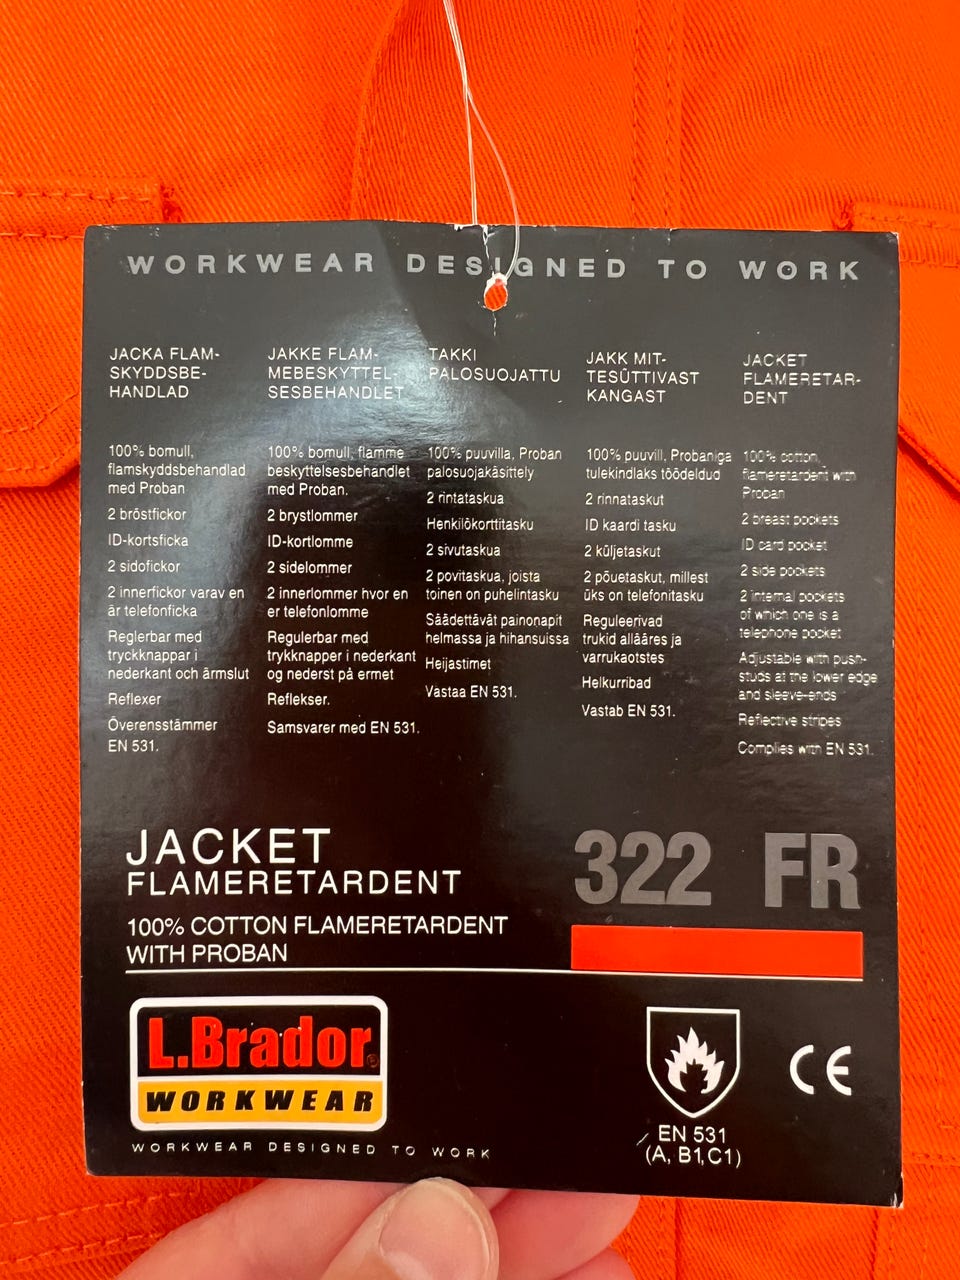 WORKWEAR DESIGNED TO WORK
JACKA FLAM-
SKYDDSBE-
HANDLAD
100% bomull,
flamskyddsbehandlad
med Proban
2 bröstfickor
ID-kortsficka
2 sidofickor
2 innerfickor varav en
är telefonficka
Reglerbar med
tryckknappar i
nederkant och ärmslut
Reflexer
Överensstämmer
EN 531.
JAKKE FLAM-
MEBESKYTTEL-
SESBEHANDLET
100% bomull, flamme
beskyttelsesbehandlet
med Proban.
2 brystlommer
ID-kortlomme
2 sidelommer
2 innerlommer hvor en
er telefonlomme
Regulerbar med
trykknapper i nederkant
og nederst på ermet
Reflekser.
Samsvarer med EN 531.
TAKKI
PALOSUOJATTU
100% puuvilla, Proban
palosuojakäsittely
2 rintataskua
Henkilökorttitasku
2 sivutaskua
2 povitaskua, joista
toinen on puhelintasku
Säädettävät painonapit
helmassa ja hihansuissa
Heijastimet
Vastaa EN 531.
JAKK MIT-
TESÜTTIVAST
KANGAST
100% puuvill, Probaniga
tulekindlaks töödeldud
2 rinnataskut
ID kaardi tasku
2 küljetaskut
2 põuetaskut, millest
üks on telefonitasku
Reguleerivad
trukid allääres ja
varrukaotstes
Helkurribad
Vastab EN 531.
JACKET
FLAMERETAR-
DENT
100% cotton,
flameretardent with
Proban
2 breast pockets
ID card pocket
2 side pockets
2 internal pockets
of which one is a
telephone pocket
Adjustable with push-
studs at the lower edge
and sleeve-ends
Reflective stripes
Complies with EN 531.
JACKET
FLAMERETARDENT
322 FR
100% COTTON FLAMERETARDENT
WITH PROBAN
L.Brador®
WORKWEAR
WORKWEAR DESIGNED TO WORK
CE
EN 531
(A, B1,C1)